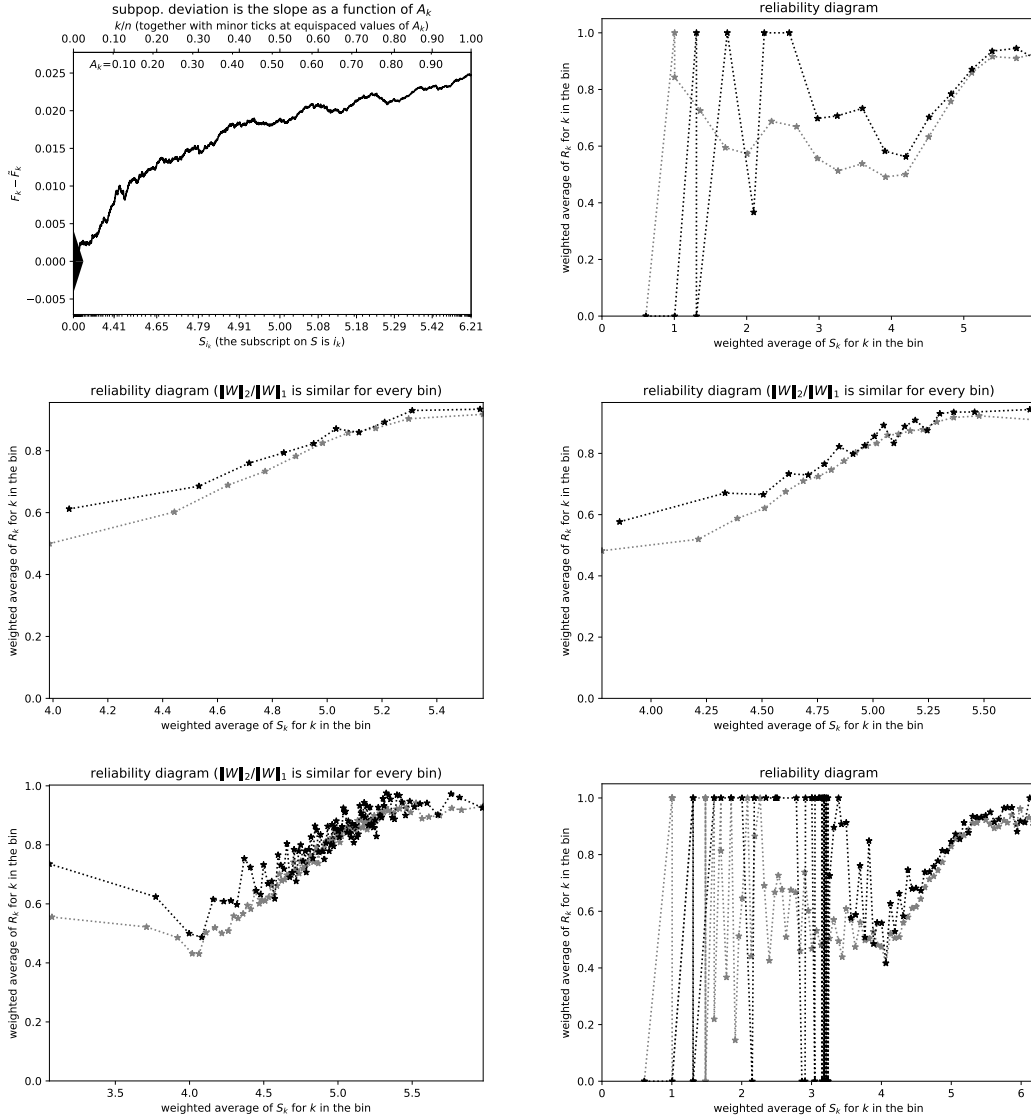 subpop. deviation is the slope as a function of A_k
k/n (together with minor ticks at equispaced values of A_k)
0.00 0.10 0.20 0.30 0.40 0.50 0.60 0.70 0.80 0.90 1.00
A_k=0.10 0.20 0.30 0.40 0.50 0.60 0.70 0.80 0.90
0.025
0.020
0.015
0.010
0.005
0.000
−0.005
F_k − F̃_k
0.00 4.41 4.65 4.79 4.91 5.00 5.08 5.18 5.29 5.42 6.21
S_{i_k} (the subscript on S is i_k)
reliability diagram
1.0
0.8
0.6
0.4
0.2
0.0
weighted average of R_k for k in the bin
0 1 2 3 4 5
weighted average of S_k for k in the bin
reliability diagram (‖W‖_2/‖W‖_1 is similar for every bin)
0.8
0.6
0.4
0.2
0.0
weighted average of R_k for k in the bin
4.0 4.2 4.4 4.6 4.8 5.0 5.2 5.4
weighted average of S_k for k in the bin
reliability diagram (‖W‖_2/‖W‖_1 is similar for every bin)
0.8
0.6
0.4
0.2
0.0
weighted average of R_k for k in the bin
4.00 4.25 4.50 4.75 5.00 5.25 5.50
weighted average of S_k for k in the bin
reliability diagram (‖W‖_2/‖W‖_1 is similar for every bin)
1.0
0.8
0.6
0.4
0.2
0.0
weighted average of R_k for k in the bin
3.5 4.0 4.5 5.0 5.5
weighted average of S_k for k in the bin
reliability diagram
1.0
0.8
0.6
0.4
0.2
0.0
weighted average of R_k for k in the bin
0 1 2 3 4 5 6
weighted average of S_k for k in the bin